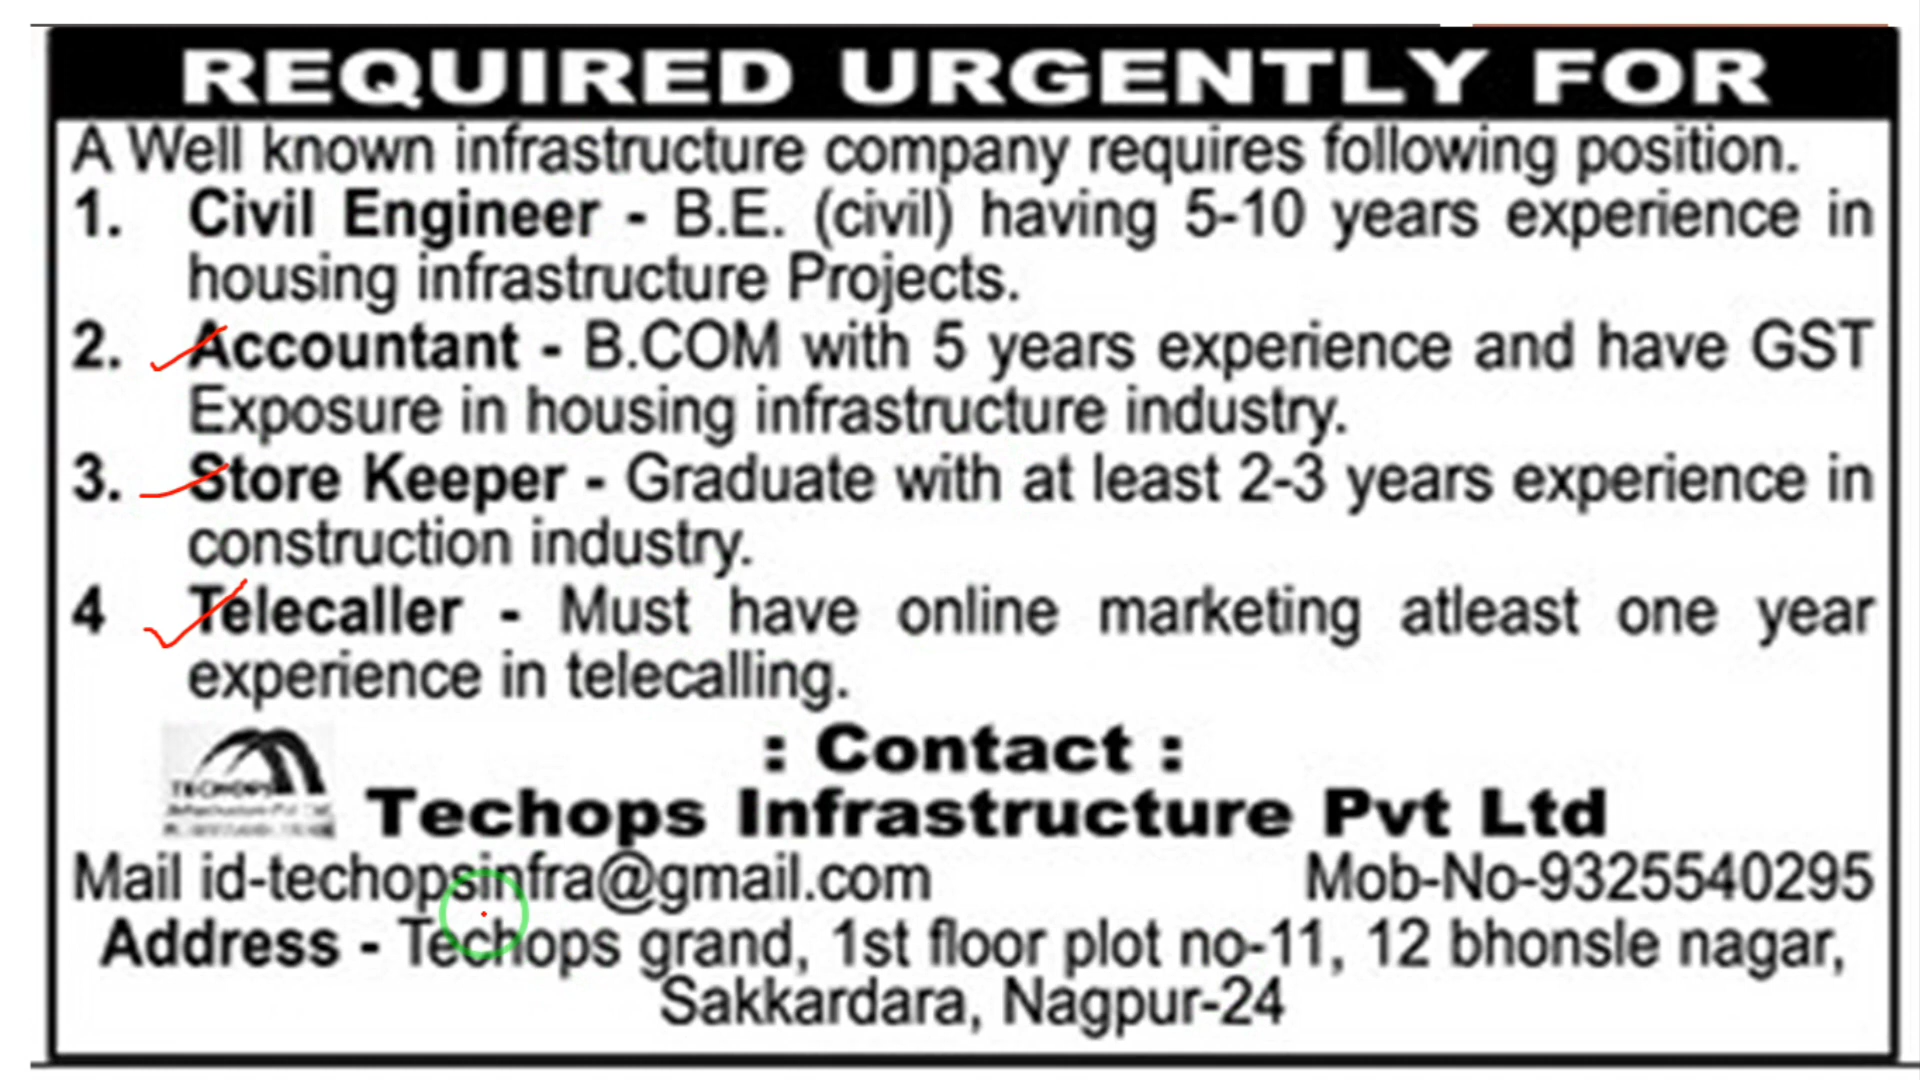 REQUIRED URGENTLY FOR
A Well known infrastructure company requires following position.
1. Civil Engineer - B.E. (civil) having 5-10 years experience in
housing infrastructure Projects.
2. Accountant - B.COM with 5 years experience and have GST
Exposure in housing infrastructure industry.
3. Store Keeper - Graduate with at least 2-3 years experience in
construction industry.
4 Telecaller - Must have online marketing atleast one year
experience in telecalling.
: Contact :
TECHOPS
Techops Infrastructure Pvt Ltd
Mail id-techopsinfra@gmail.com Mob-No-9325540295
Address - Techops grand, 1st floor plot no-11, 12 bhonsle nagar,
Sakkardara, Nagpur-24